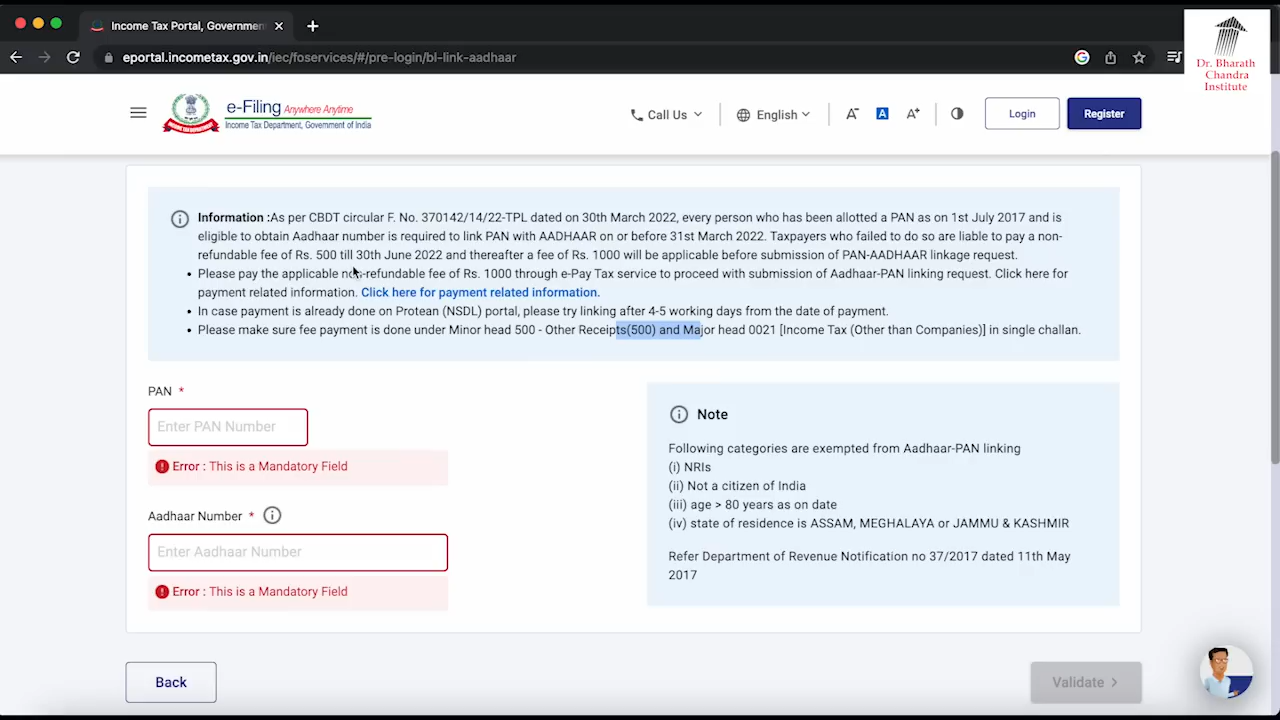 Income Tax Portal, Governmen
eportal.incometax.gov.in/iec/foservices/#/pre-login/bl-link-aadhaar
Dr. Bharath
Chandra
Institute
e-Filing Anywhere Anytime
Income Tax Department, Government of India
Call Us
English
A-
A
A+
Login
Register
Information :As per CBDT circular F. No. 370142/14/22-TPL dated on 30th March 2022, every person who has been allotted a PAN as on 1st July 2017 and is
eligible to obtain Aadhaar number is required to link PAN with AADHAAR on or before 31st March 2022. Taxpayers who failed to do so are liable to pay a non-
refundable fee of Rs. 500 till 30th June 2022 and thereafter a fee of Rs. 1000 will be applicable before submission of PAN-AADHAAR linkage request.
• Please pay the applicable non-refundable fee of Rs. 1000 through e-Pay Tax service to proceed with submission of Aadhaar-PAN linking request. Click here for
payment related information. Click here for payment related information.
• In case payment is already done on Protean (NSDL) portal, please try linking after 4-5 working days from the date of payment.
• Please make sure fee payment is done under Minor head 500 - Other Receipts(500) and Major head 0021 [Income Tax (Other than Companies)] in single challan.
PAN *
Enter PAN Number
Error : This is a Mandatory Field
Aadhaar Number *
Enter Aadhaar Number
Error : This is a Mandatory Field
Note
Following categories are exempted from Aadhaar-PAN linking
(i) NRIs
(ii) Not a citizen of India
(iii) age > 80 years as on date
(iv) state of residence is ASSAM, MEGHALAYA or JAMMU & KASHMIR
Refer Department of Revenue Notification no 37/2017 dated 11th May
2017
Back
Validate >